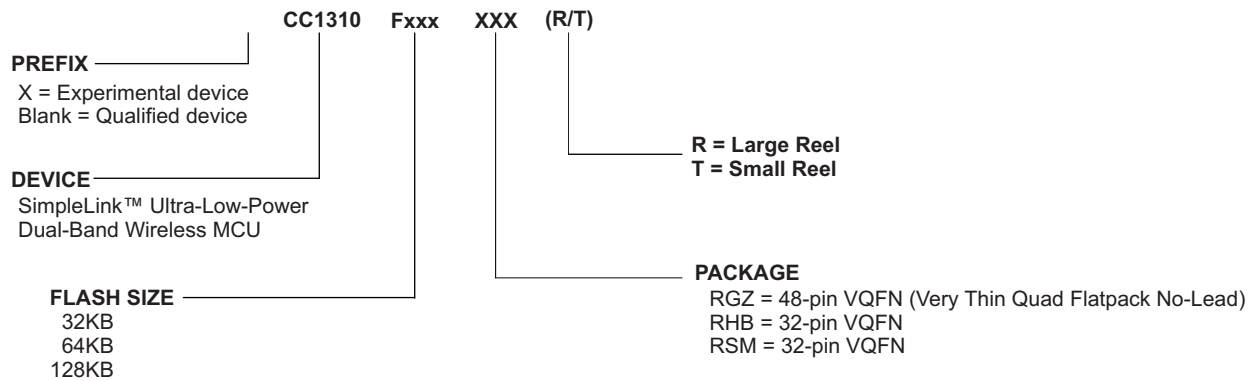 CC1310 Fxxx XXX (R/T)
PREFIX
X = Experimental device
Blank = Qualified device
R = Large Reel
T = Small Reel
DEVICE
SimpleLink™ Ultra-Low-Power
Dual-Band Wireless MCU
PACKAGE
RGZ = 48-pin VQFN (Very Thin Quad Flatpack No-Lead)
RHB = 32-pin VQFN
RSM = 32-pin VQFN
FLASH SIZE
32KB
64KB
128KB